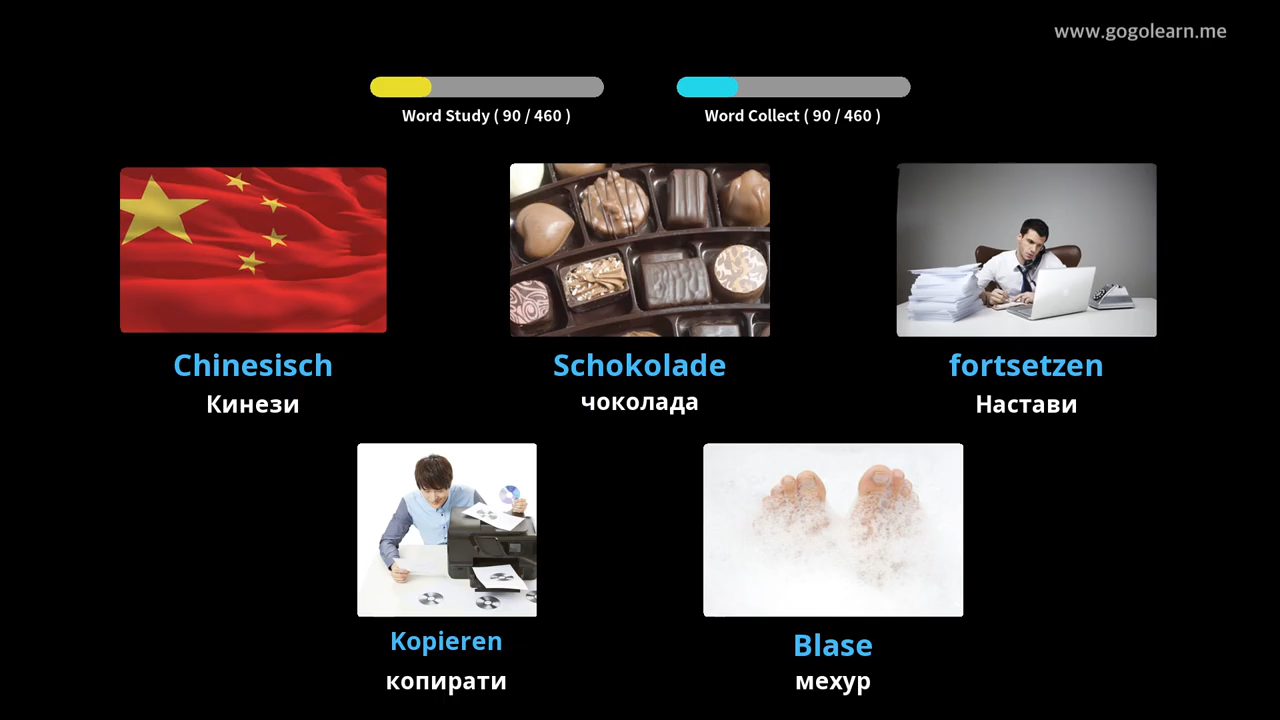 www.gogolearn.me
Word Study ( 90 / 460 )
Word Collect ( 90 / 460 )
Chinesisch
Кинези
Schokolade
чоколада
fortsetzen
Настави
Kopieren
копирати
Blase
мехур